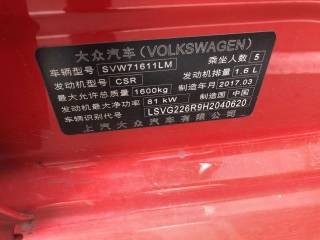 大众汽车(VOLKSWAGEN)
车辆型号 SVW71611LM 乘坐人数 5
发动机型号 CSR 发动机排量 1.6 L
最大允许总质量 1600kg 制造年月 2017.03
发动机最大净功率 81 kW 制造国 中国
车辆识别代号 LSVG226R9H2040620
上汽大众汽车有限公司制造